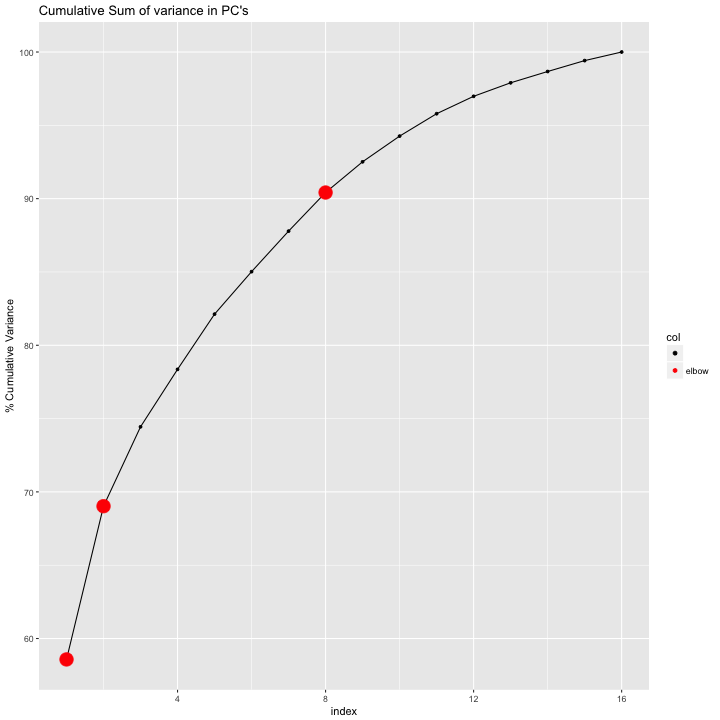 Cumulative Sum of variance in PC's
100
90
80
70
60
% Cumulative Variance
4
8
12
16
index
col
elbow